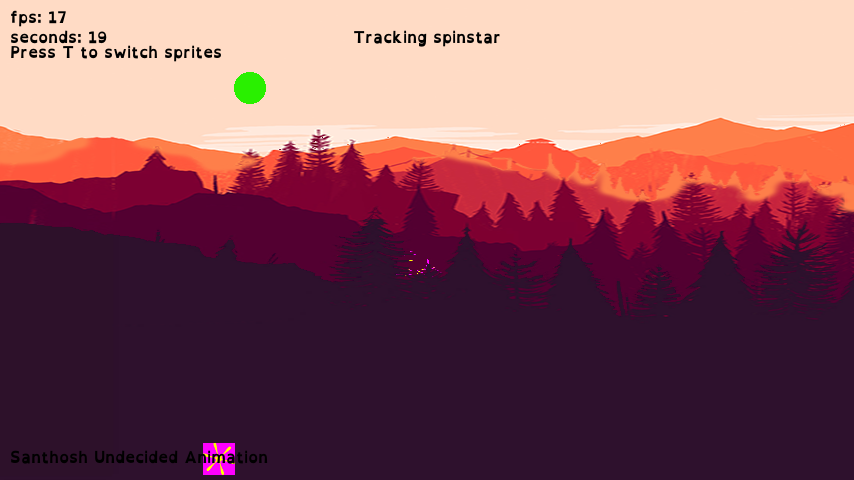 fps: 17
seconds: 19
Tracking spinstar
Press T to switch sprites
Santhosh Undecided Animation